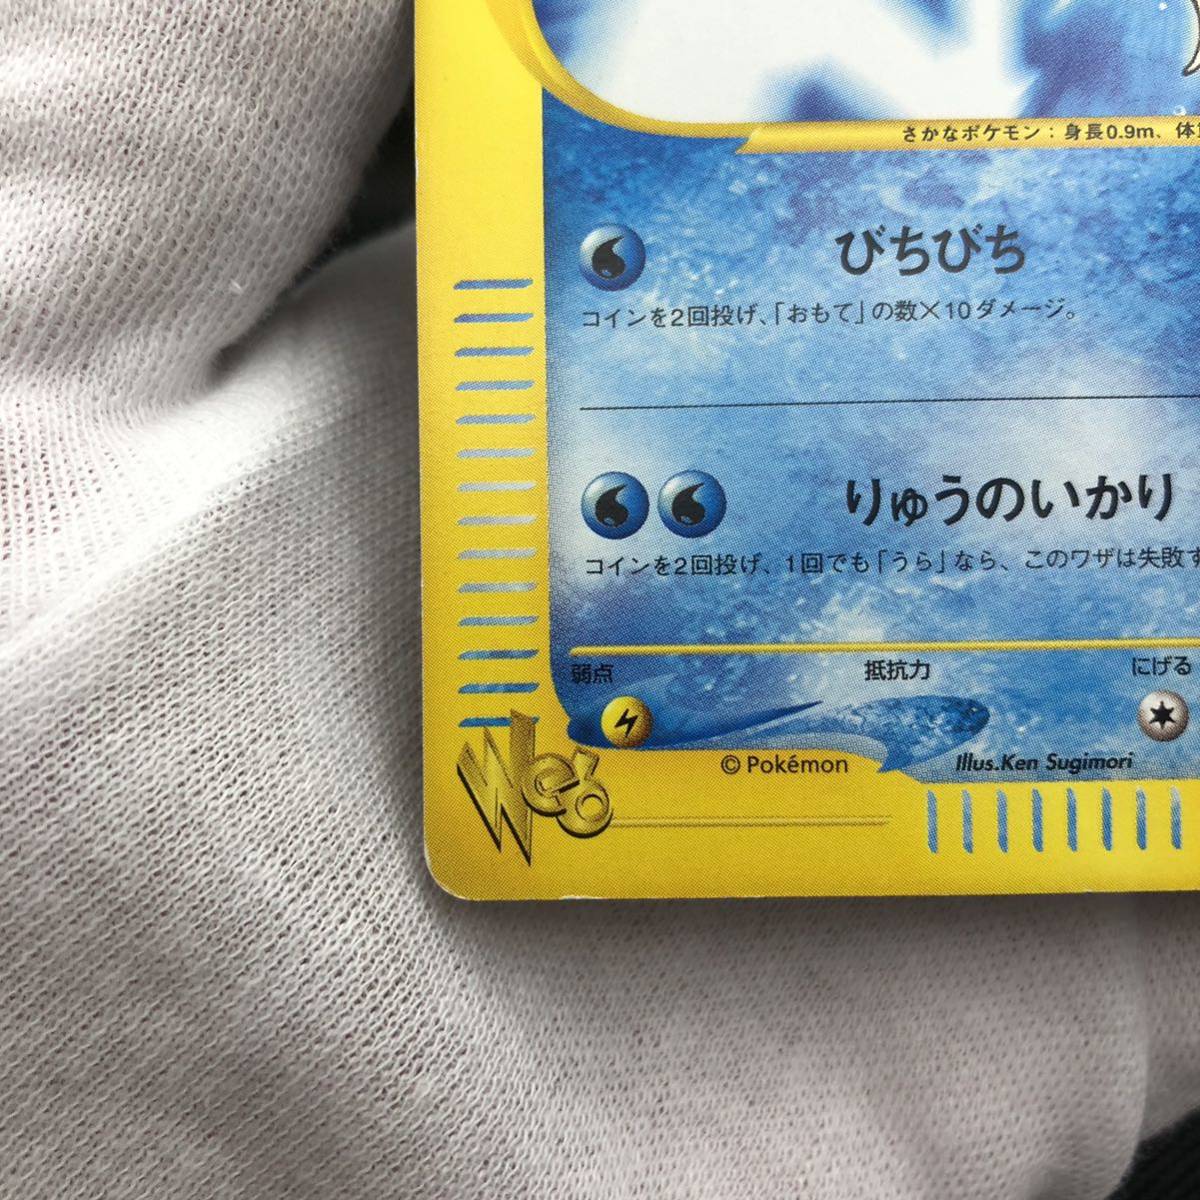 さかなポケモン：身長0.9m、体
びちびち
コインを2回投げ、「おもて」の数×10ダメージ。
りゅうのいかり
コインを2回投げ、1回でも「うら」なら、このワザは失敗
弱点 抵抗力 にげる
©Pokémon Illus.Ken Sugimori
Web